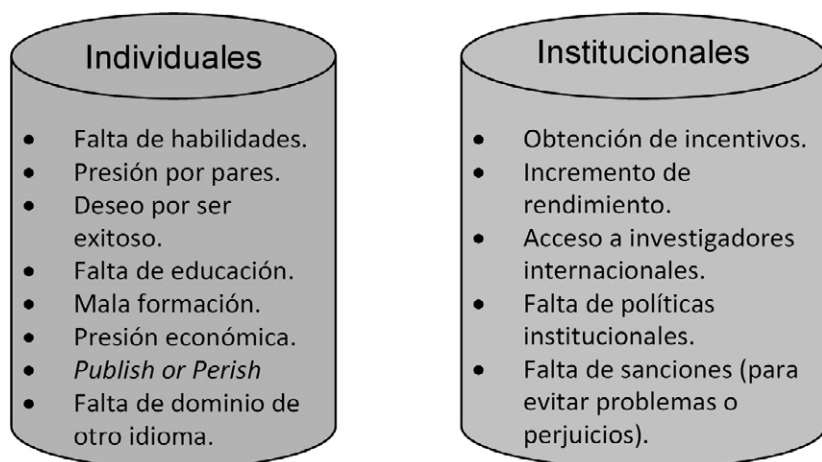 Individuales
• Falta de habilidades.
• Presión por pares.
• Deseo por ser
exitoso.
• Falta de educación.
• Mala formación.
• Presión económica.
• Publish or Perish
• Falta de dominio de
otro idioma.
Institucionales
• Obtención de incentivos.
• Incremento de
rendimiento.
• Acceso a investigadores
internacionales.
• Falta de políticas
institucionales.
• Falta de sanciones (para
evitar problemas o
perjuicios).